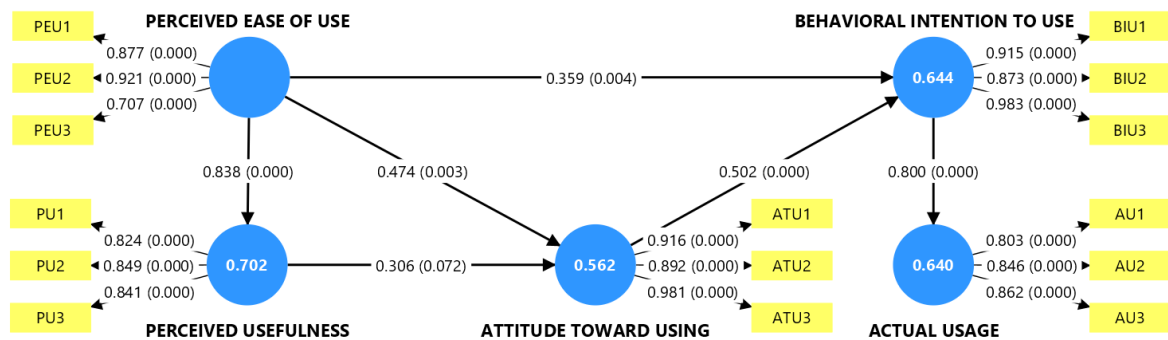 PERCEIVED EASE OF USE
BEHAVIORAL INTENTION TO USE
PEU1
PEU2
PEU3
0.877 (0.000)
0.921 (0.000)
0.707 (0.000)
0.359 (0.004)
0.644
0.915 (0.000)
0.873 (0.000)
0.983 (0.000)
BIU1
BIU2
BIU3
0.838 (0.000)
0.474 (0.003)
0.502 (0.000)
0.800 (0.000)
PU1
PU2
PU3
0.824 (0.000)
0.849 (0.000)
0.841 (0.000)
0.702
0.306 (0.072)
0.562
0.916 (0.000)
0.892 (0.000)
0.981 (0.000)
ATU1
ATU2
ATU3
0.640
0.803 (0.000)
0.846 (0.000)
0.862 (0.000)
AU1
AU2
AU3
PERCEIVED USEFULNESS
ATTITUDE TOWARD USING
ACTUAL USAGE